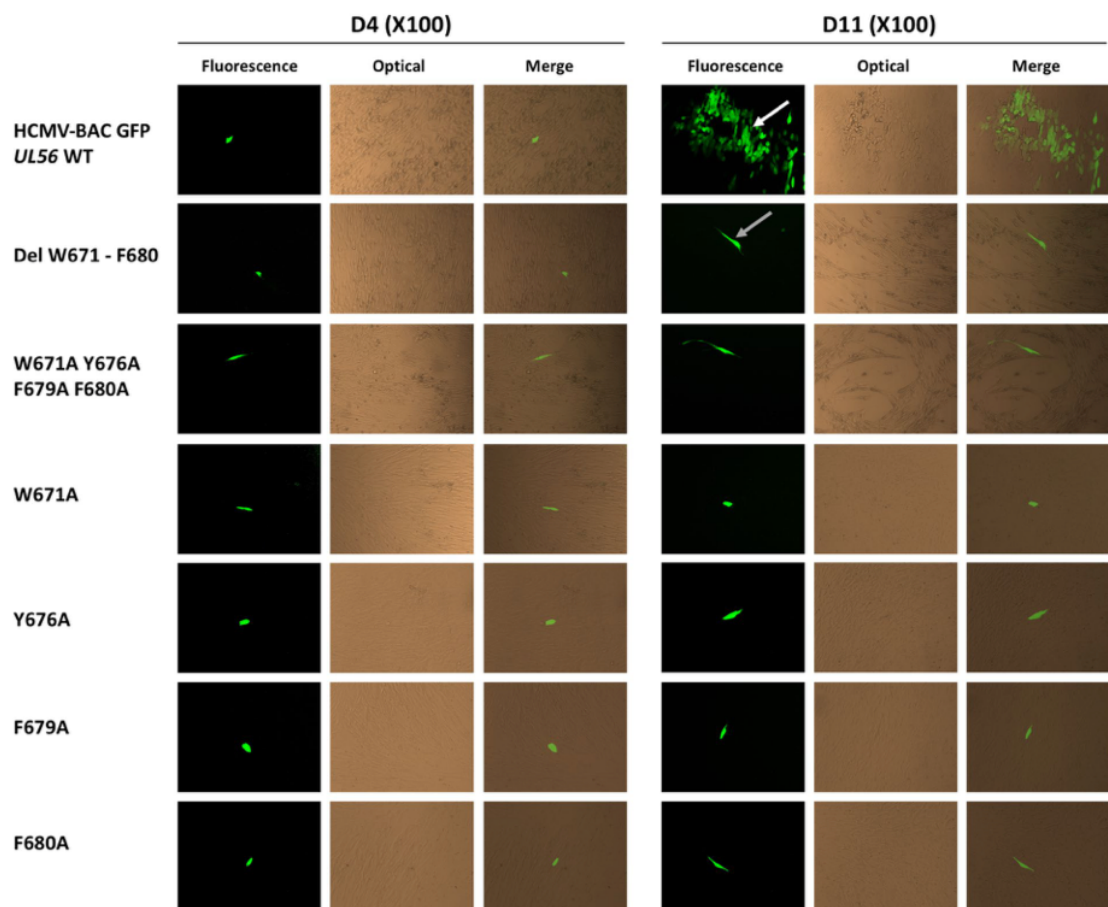 D4 (X100)
D11 (X100)
Fluorescence
Optical
Merge
Fluorescence
Optical
Merge
HCMV-BAC GFP
UL56 WT
Del W671 - F680
W671A Y676A
F679A F680A
W671A
Y676A
F679A
F680A